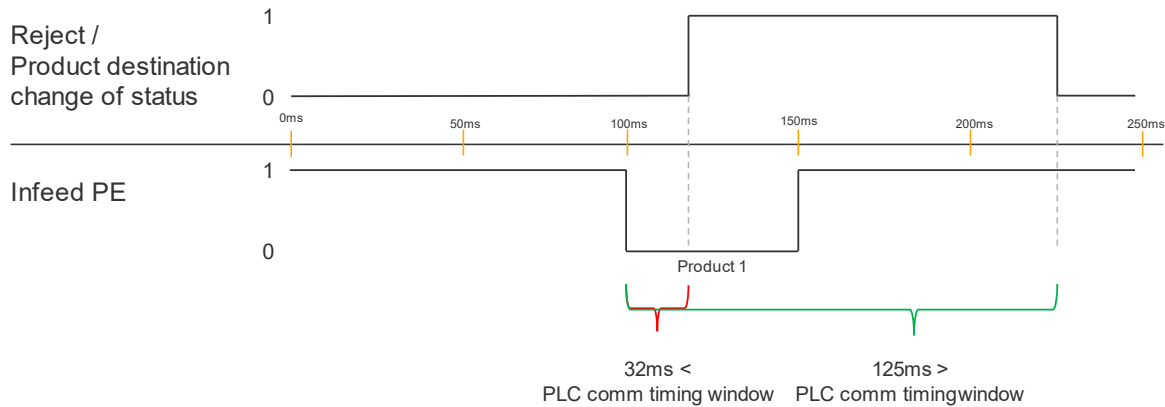 1
Reject /
Product destination
change of status
0
0ms
50ms
100ms
150ms
200ms
250ms
1
Infeed PE
0
Product 1
32ms <
PLC comm timing window
125ms >
PLC comm timingwindow